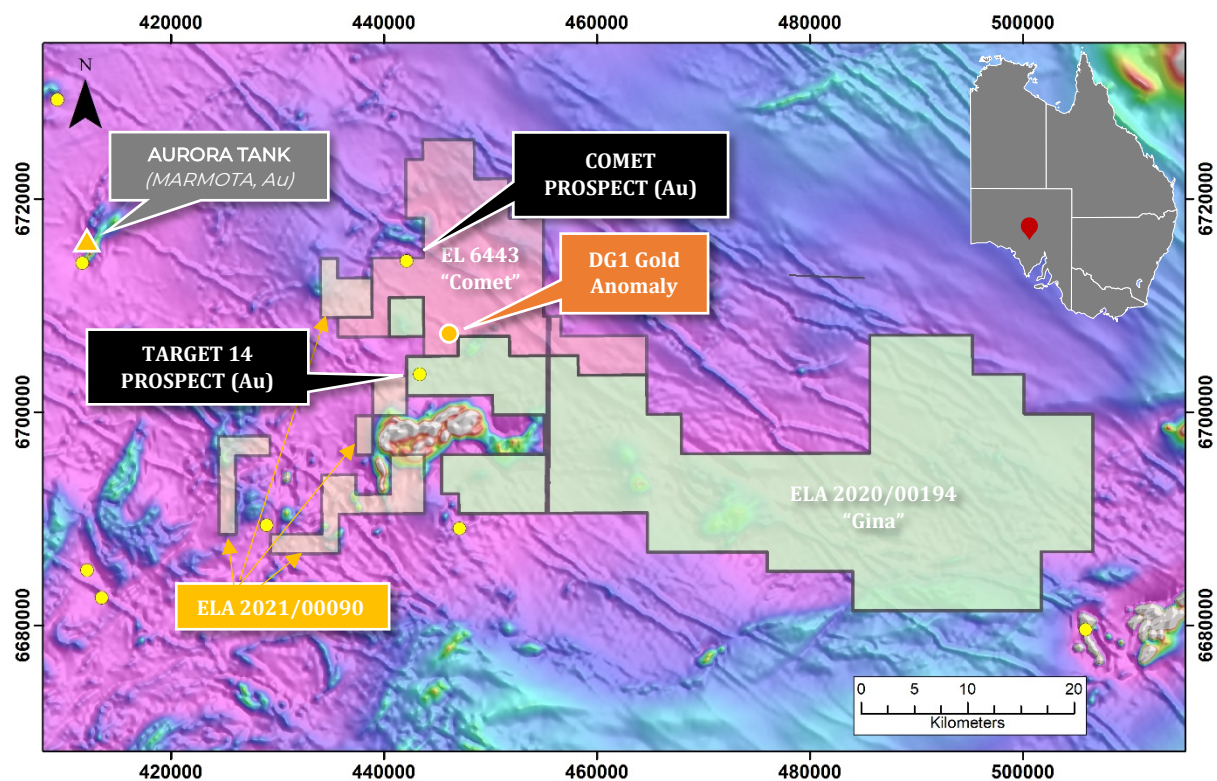 420000
440000
460000
480000
500000
N
AURORA TANK
(MARMOTA, Au)
COMET
PROSPECT (Au)
6720000
6720000
EL 6443
“Comet”
DG1 Gold
Anomaly
TARGET 14
PROSPECT (Au)
6700000
6700000
ELA 2020/00194
“Gina”
ELA 2021/00090
6680000
6680000
0
5
10
20
Kilometers
420000
440000
460000
480000
500000